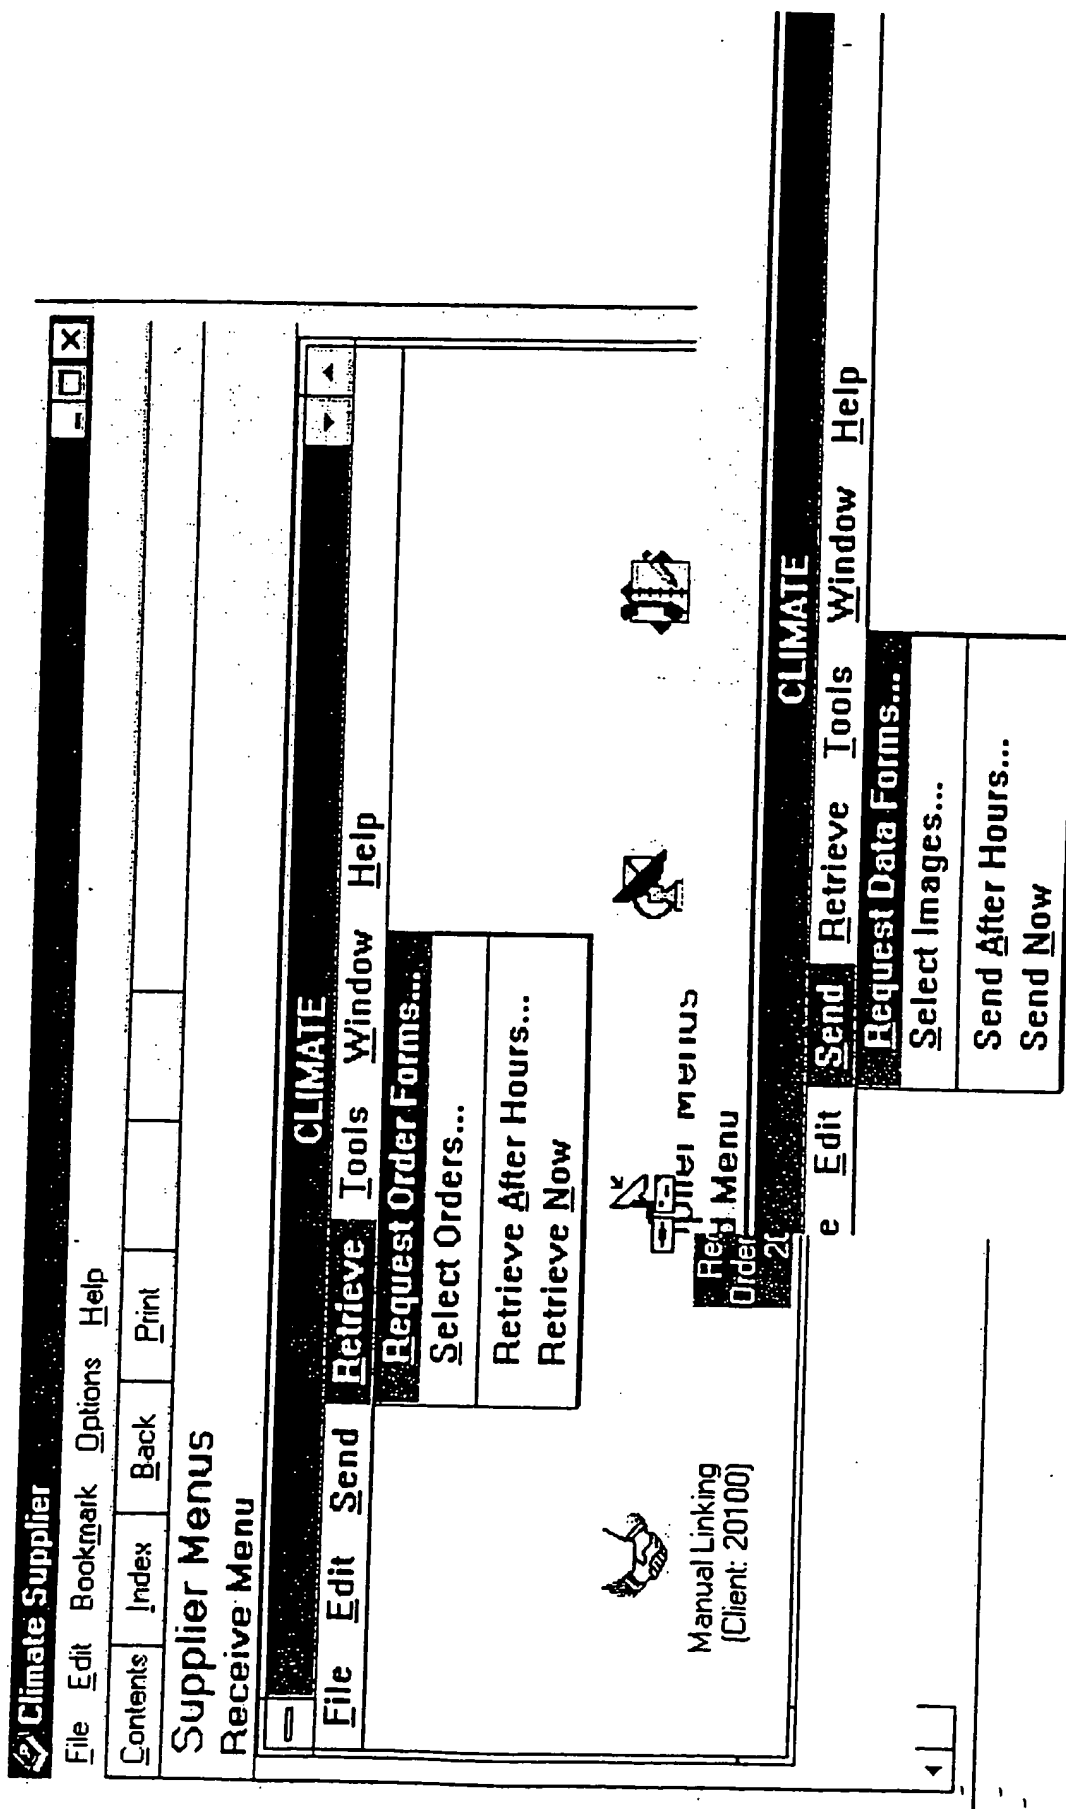 Climate Supplier
File Edit Bookmark Options Help
Contents Index Back Print
Supplier Menus
Receive Menu
CLIMATE
File Edit Send Retrieve Tools Window Help
Request Order Forms...
Select Orders...
Retrieve After Hours...
Retrieve Now
Manual Linking
(Client: 20100)
Menus
Menu
Order
CLIMATE
e Edit Send Retrieve Tools Window Help
Request Data Forms...
Select Images...
Send After Hours...
Send Now